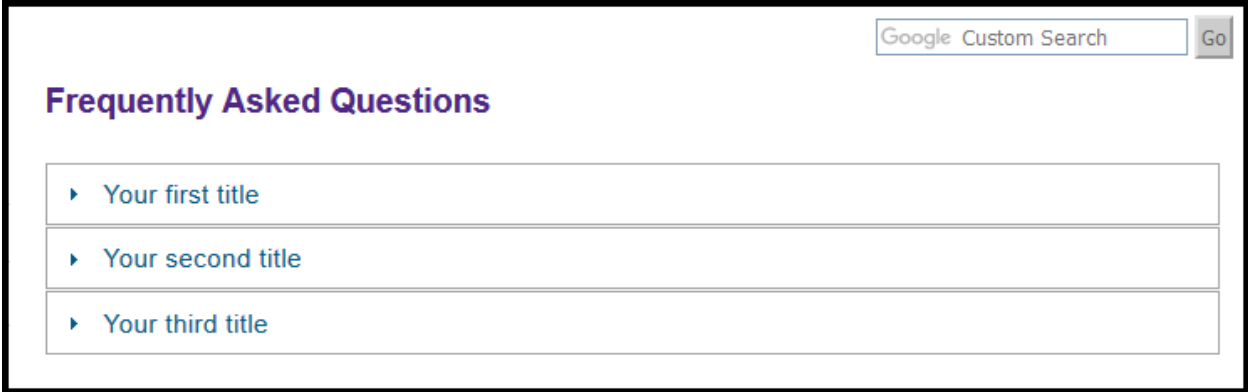 Google Custom Search Go
Frequently Asked Questions
Your first title
Your second title
Your third title